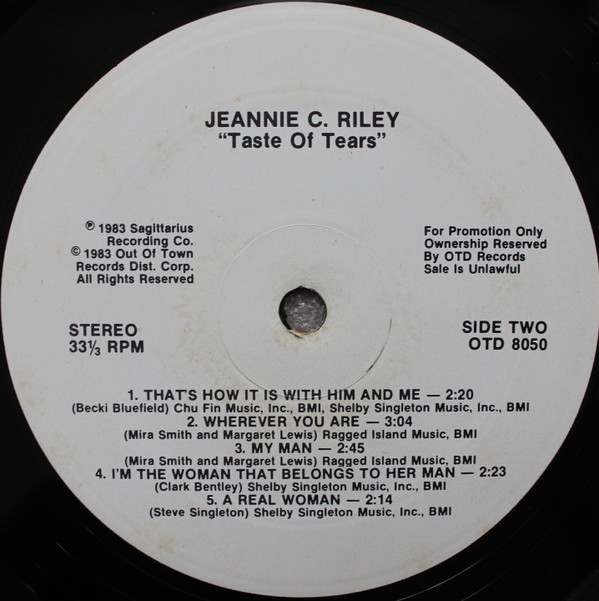 JEANNIE C. RILEY
“Taste Of Tears”
℗ 1983 Sagittarius
Recording Co.
© 1983 Out Of Town
Records Dist. Corp.
All Rights Reserved
For Promotion Only
Ownership Reserved
By OTD Records
Sale Is Unlawful
STEREO
33⅓ RPM
SIDE TWO
OTD 8050
1. THAT'S HOW IT IS WITH HIM AND ME — 2:20
(Becki Bluefield) Chu Fin Music, Inc., BMI, Shelby Singleton Music, Inc., BMI
2. WHEREVER YOU ARE — 3:04
(Mira Smith and Margaret Lewis) Ragged Island Music, BMI
3. MY MAN — 2:45
(Mira Smith and Margaret Lewis) Ragged Island Music, BMI
4. I'M THE WOMAN THAT BELONGS TO HER MAN — 2:23
(Clark Bentley) Shelby Singleton Music, Inc., BMI
5. A REAL WOMAN — 2:14
(Steve Singleton) Shelby Singleton Music, Inc., BMI